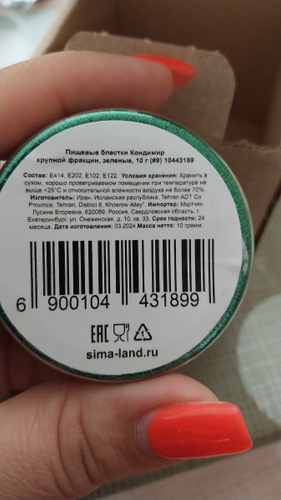 Пищевые блестки Кондимир
крупной фракции, зеленые, 10 г (#9) 10443189
Состав: Е414, Е202, Е102, Е122. Условия хранения: Хранить в
сухом, хорошо проветриваемом помещении при температуре не
выше +25°С и относительной влажности воздуха не более 70%.
Изготовитель: Иран, Исламская республика, Tehran ADT Co
Province, Tehran, District 6, Khosrow Alley'. Импортер: Миртчян
Лусине Егоревна, 620089, Россия, Свердловская область, г.
Екатеринбург, ул. Онежская, д. 10, кв. 33. Срок годности: 24
месяца. Дата изготовления: 03.2024 Масса нетто: 10 грамм.
6 900104 431899
EAC
sima-land.ru